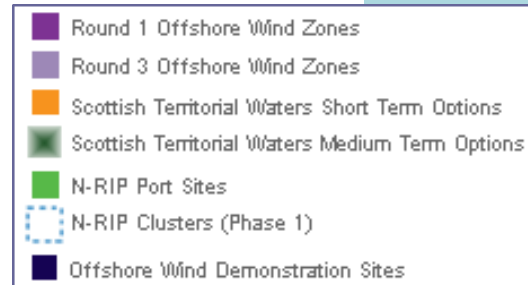 Round 1 Offshore Wind Zones
Round 3 Offshore Wind Zones
Scottish Territorial Waters Short Term Options
Scottish Territorial Waters Medium Term Options
N-RIP Port Sites
N-RIP Clusters (Phase 1)
Offshore Wind Demonstration Sites